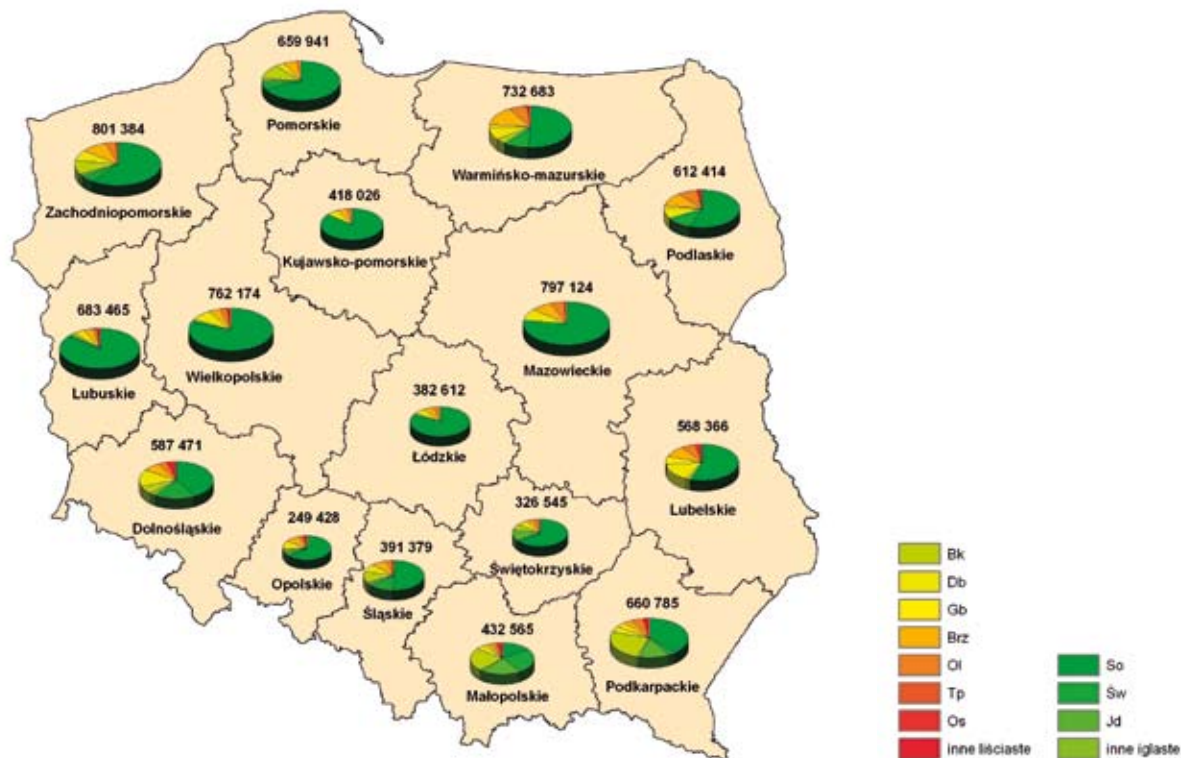 659 941
Pomorskie
732 683
Warmińsko-mazurskie
801 384
Zachodniopomorskie
612 414
Podlaskie
418 026
Kujawsko-pomorskie
683 465
Lubuskie
762 174
Wielkopolskie
797 124
Mazowieckie
382 612
Łódzkie
568 366
Lubelskie
587 471
Dolnośląskie
249 428
Opolskie
391 379
Śląskie
326 545
Świętokrzyskie
432 565
Małopolskie
660 785
Podkarpackie
Bk
Db
Gb
Brz
Ol
Tp
Os
inne liściaste
So
Św
Jd
inne iglaste